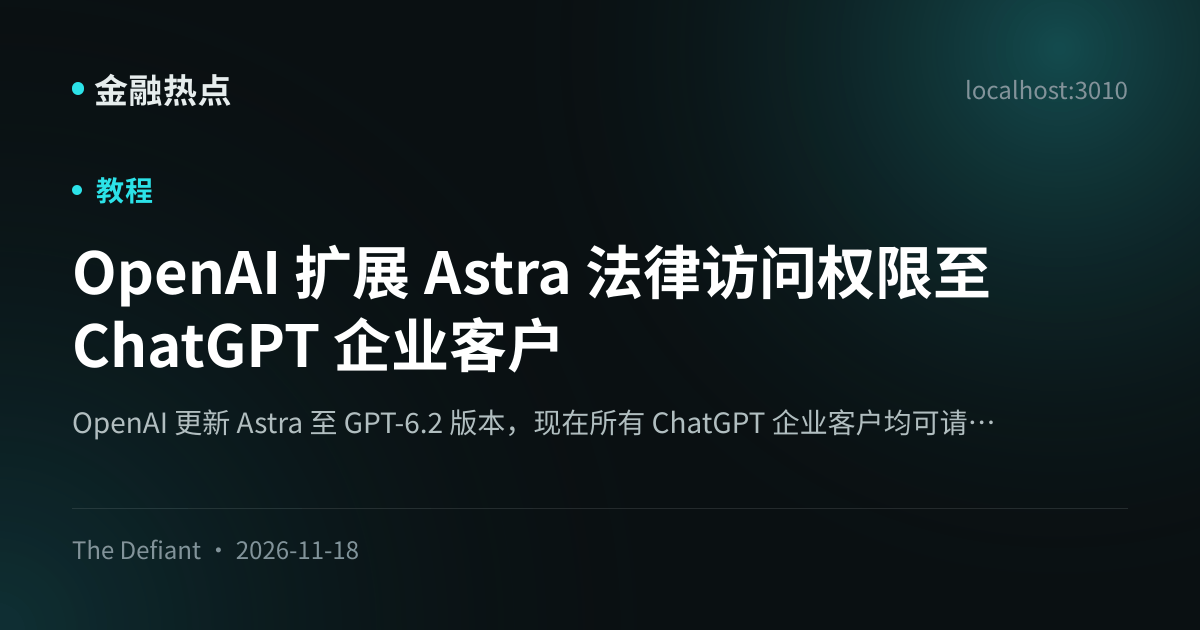 金融热点
localhost:3010
教程
OpenAI 扩展 Astra 法律访问权限至
ChatGPT 企业客户
OpenAI 更新 Astra 至 GPT-6.2 版本，现在所有 ChatGPT 企业客户均可请…
The Defiant · 2026-11-18